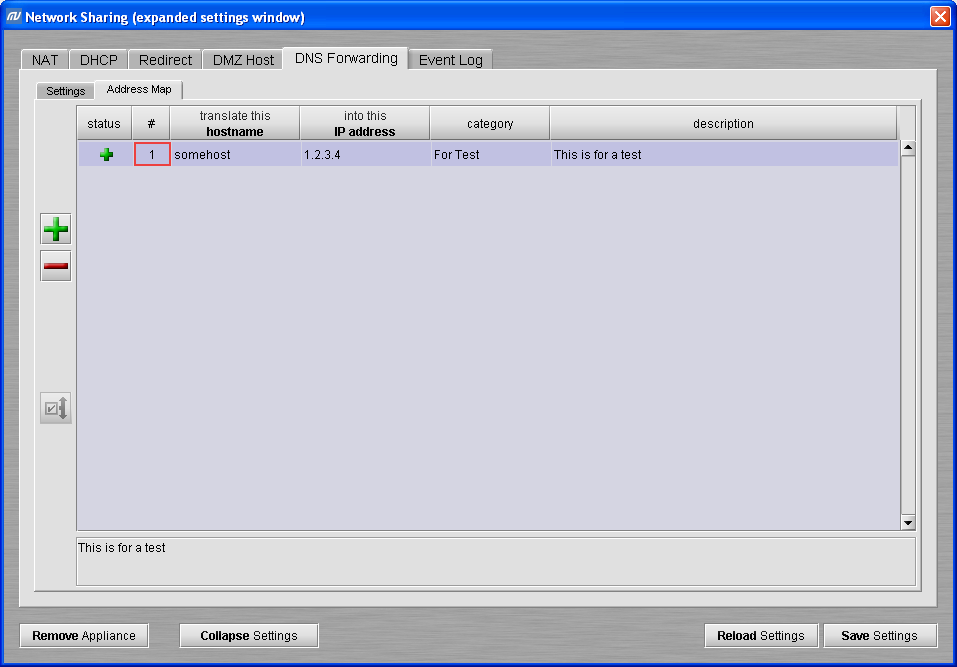 Network Sharing (expanded settings window)
NAT DHCP Redirect DMZ Host DNS Forwarding Event Log
Settings Address Map
status # translate this hostname into this IP address category description
1 somehost 1.2.3.4 For Test This is for a test
This is for a test
Remove Appliance Collapse Settings Reload Settings Save Settings